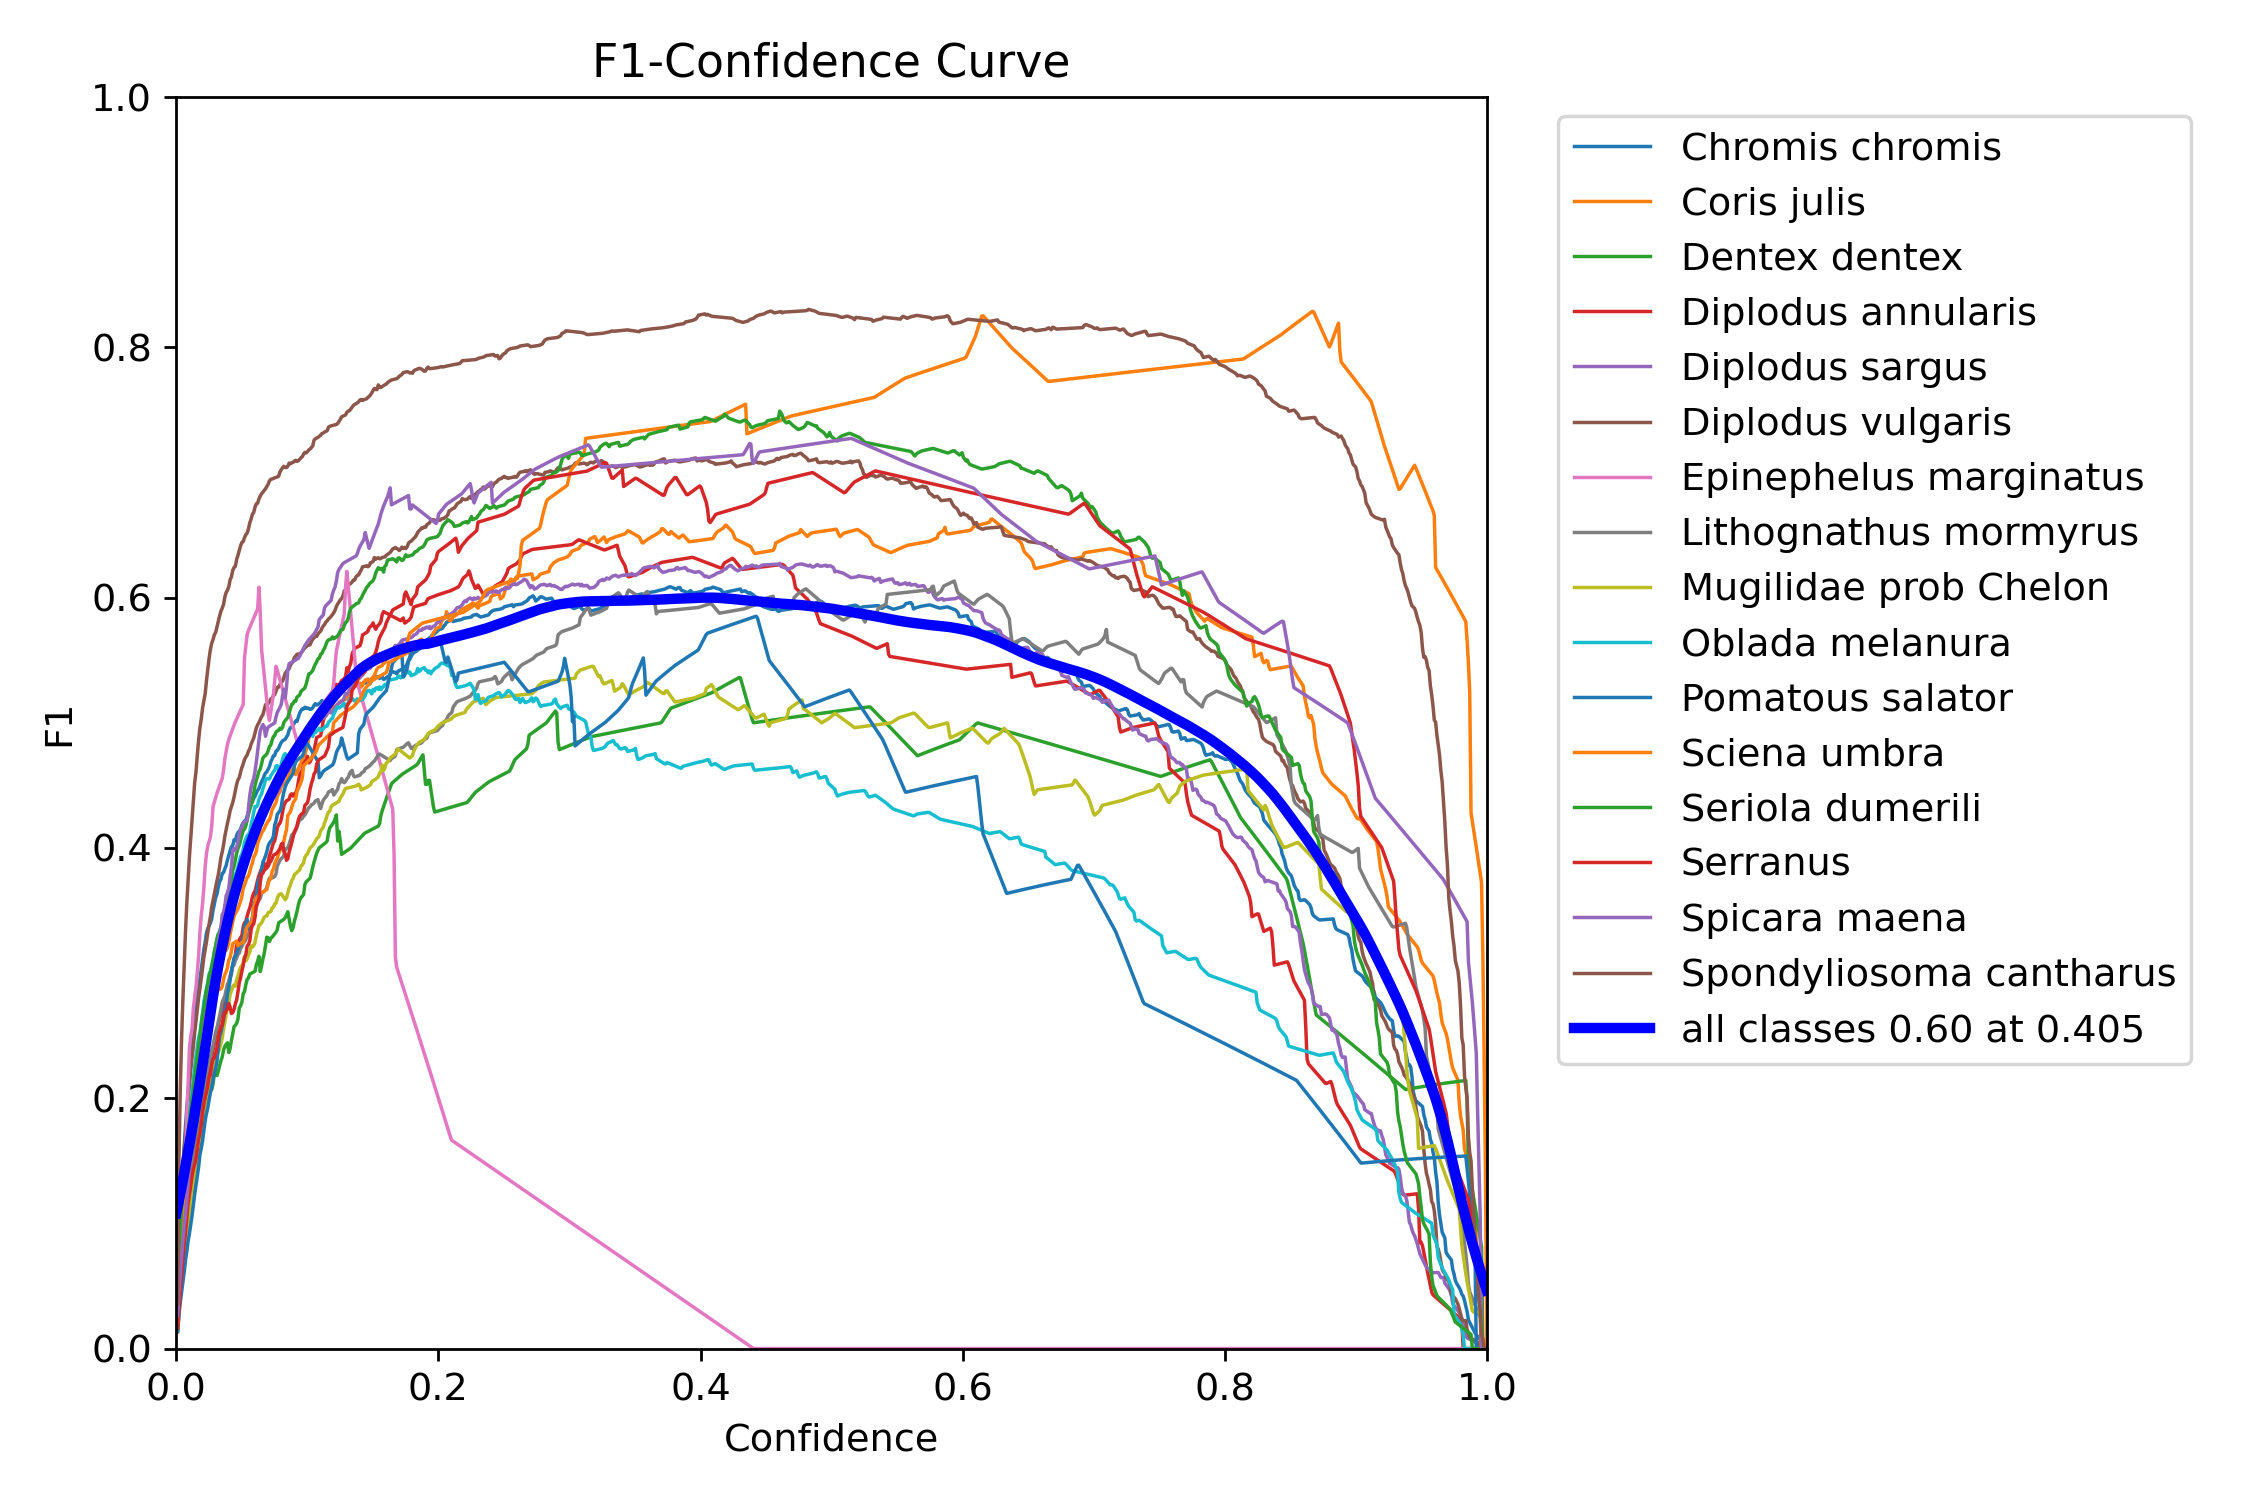 F1-Confidence Curve
1.0
0.8
0.6
0.4
0.2
0.0
F1
0.0 0.2 0.4 0.6 0.8 1.0
Confidence
Chromis chromis
Coris julis
Dentex dentex
Diplodus annularis
Diplodus sargus
Diplodus vulgaris
Epinephelus marginatus
Lithognathus mormyrus
Mugilidae prob Chelon
Oblada melanura
Pomatous salator
Sciena umbra
Seriola dumerili
Serranus
Spicara maena
Spondyliosoma cantharus
all classes 0.60 at 0.405